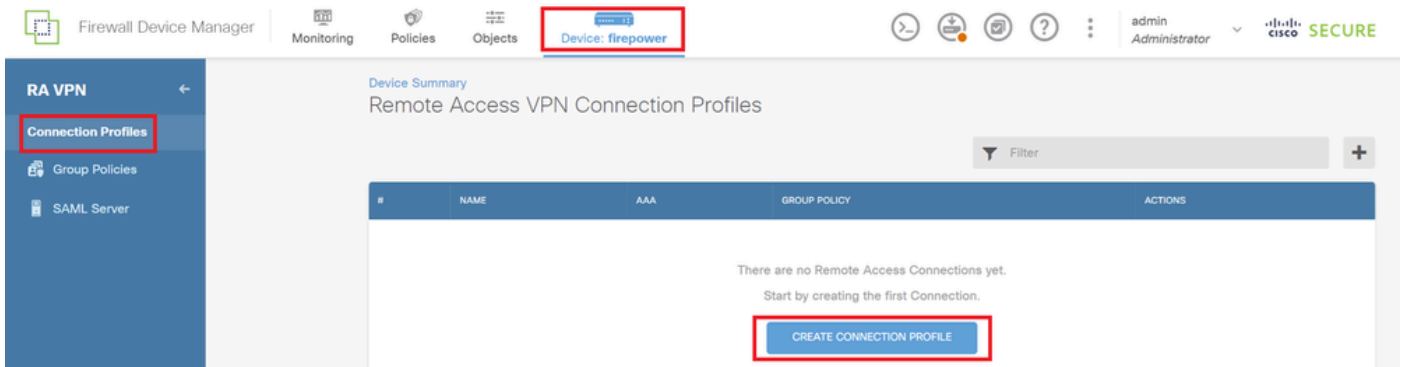 Firewall Device Manager
Monitoring
Policies
Objects
Device: firepower
admin
Administrator
cisco SECURE
RA VPN
Connection Profiles
Group Policies
SAML Server
Device Summary
Remote Access VPN Connection Profiles
Filter
# NAME AAA GROUP POLICY ACTIONS
There are no Remote Access Connections yet.
Start by creating the first Connection.
CREATE CONNECTION PROFILE